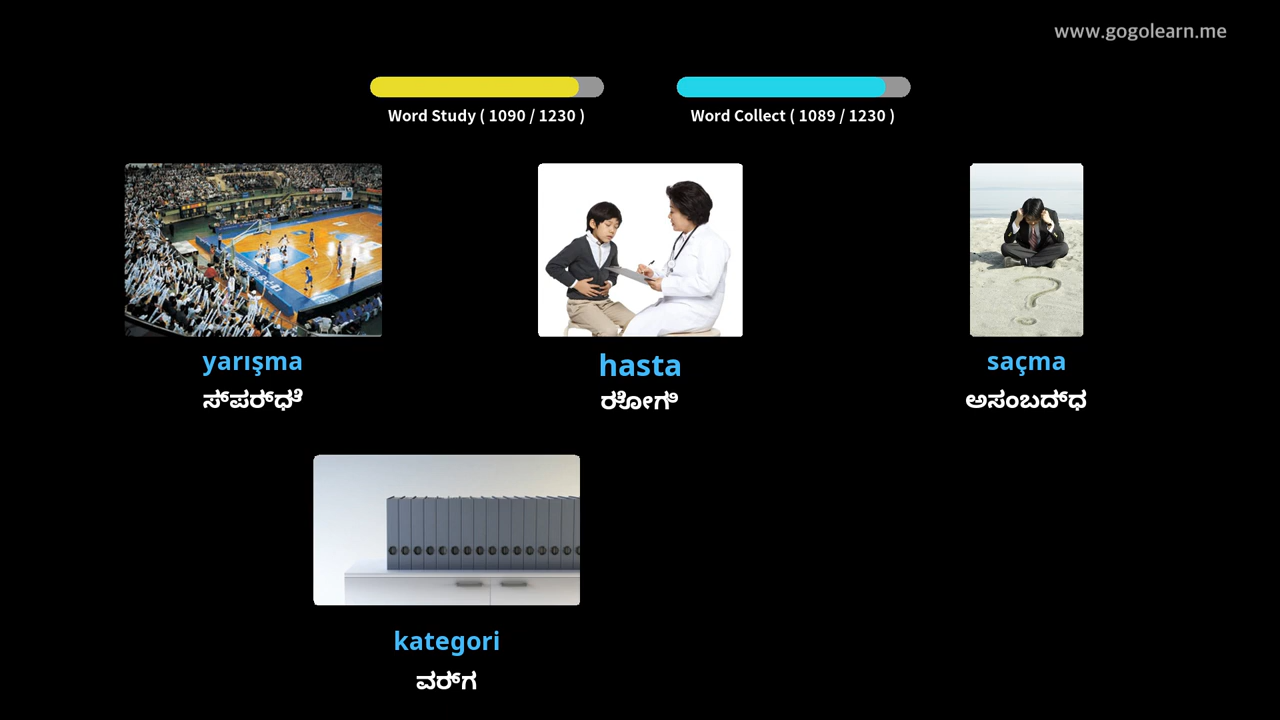 www.gogolearn.me
Word Study ( 1090 / 1230 )
Word Collect ( 1089 / 1230 )
yarışma
ಸ್ಪರ್ಧೆ
hasta
ರೋಗಿ
saçma
ಅಸಂಬದ್ಧ
kategori
ವರ್ಗ